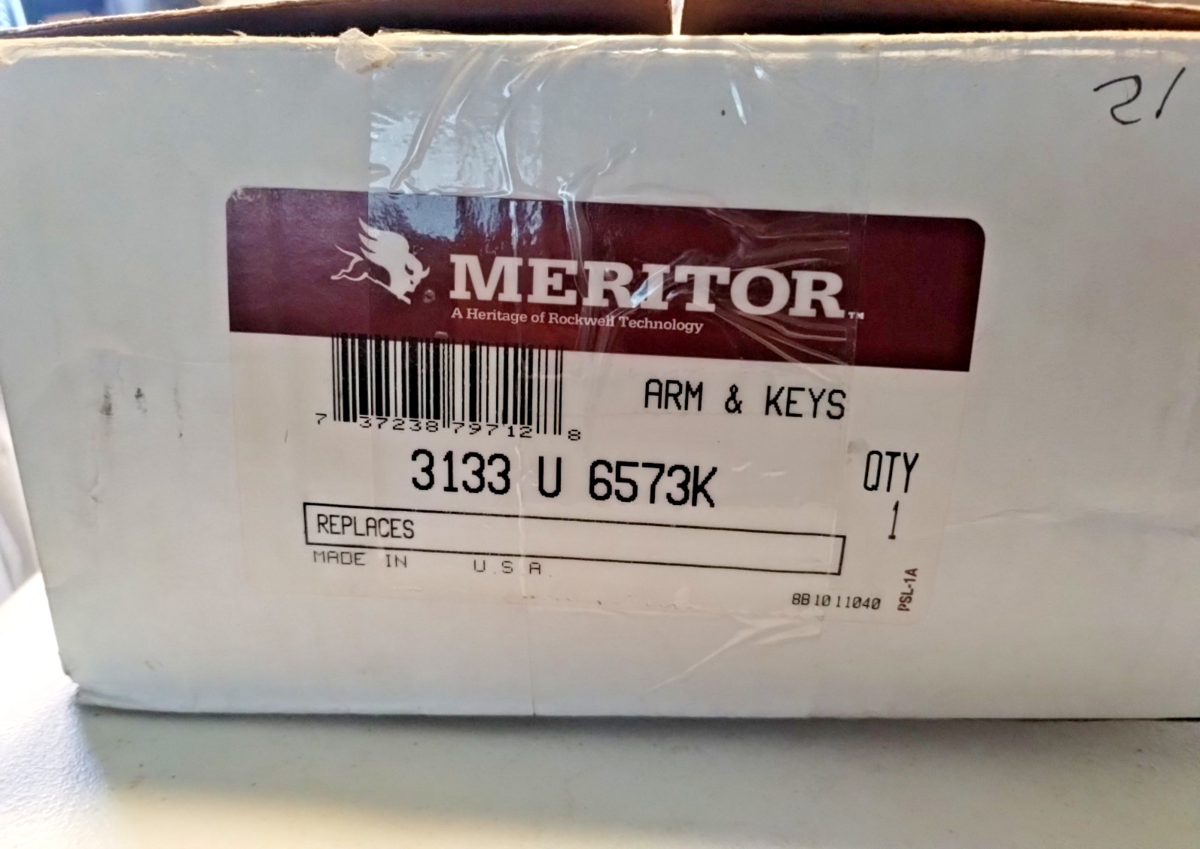 21
MERITOR™
A Heritage of Rockwell Technology
7 37238 79712 8
ARM & KEYS
3133 U 6573K
QTY
1
REPLACES
MADE IN U.S.A.
8B1011040
PSL-1A